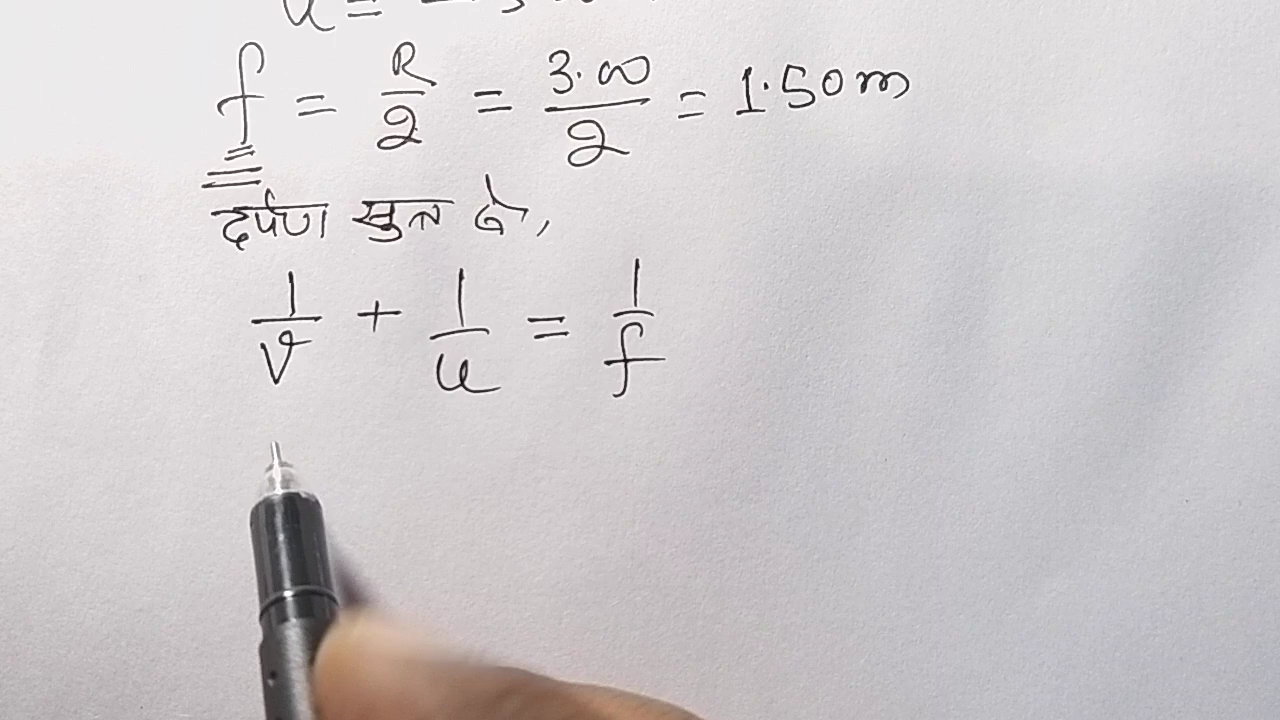 u =
f = R/2 = 3.00/2 = 1.50m
दर्पण सुत्र से,
1/v + 1/u = 1/f